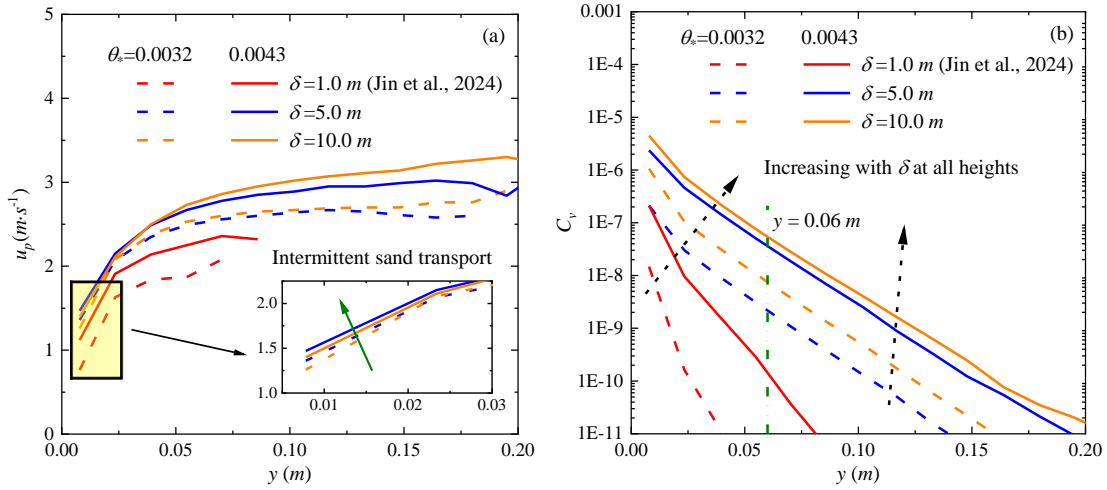 (a)
θ*=0.0032 0.0043
δ=1.0 m (Jin et al., 2024)
δ=5.0 m
δ=10.0 m
Intermittent sand transport
2.0
1.5
1.0
0.01 0.02 0.03
5
4
3
2
1
0
u_p (m·s⁻¹)
0.00 0.05 0.10 0.15 0.20
y (m)
(b)
θ*=0.0032 0.0043
δ=1.0 m (Jin et al., 2024)
δ=5.0 m
δ=10.0 m
Increasing with δ at all heights
y = 0.06 m
0.001
1E-4
1E-5
1E-6
1E-7
1E-8
1E-9
1E-10
1E-11
C_v
0.00 0.05 0.10 0.15 0.20
y (m)